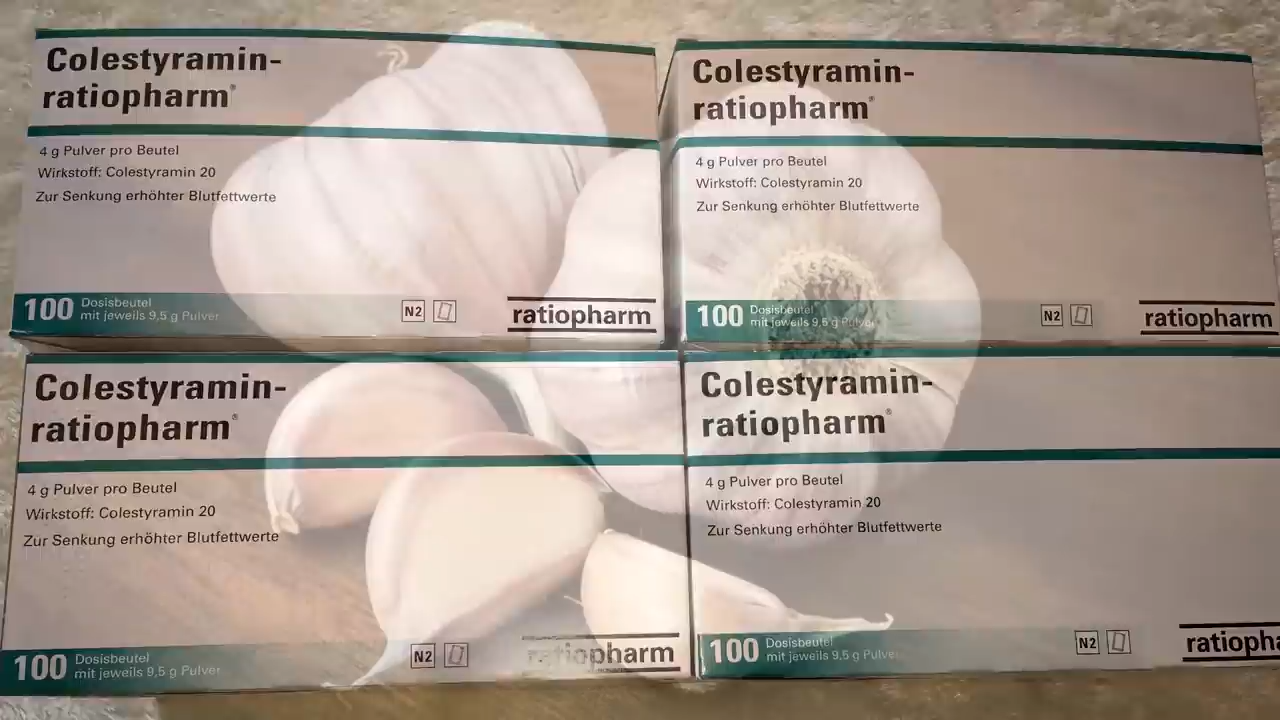 Colestyramin-
ratiopharm®
4 g Pulver pro Beutel
Wirkstoff: Colestyramin 20
Zur Senkung erhöhter Blutfettwerte
100 Dosisbeutel
mit jeweils 9,5 g Pulver
N2
ratiopharm
Colestyramin-
ratiopharm®
4 g Pulver pro Beutel
Wirkstoff: Colestyramin 20
Zur Senkung erhöhter Blutfettwerte
100 Dosisbeutel
mit jeweils 9,5 g Pulver
N2
ratiopharm
Colestyramin-
ratiopharm®
4 g Pulver pro Beutel
Wirkstoff: Colestyramin 20
Zur Senkung erhöhter Blutfettwerte
100 Dosisbeutel
mit jeweils 9,5 g Pulver
N2
ratiopharm
Colestyramin-
ratiopharm®
4 g Pulver pro Beutel
Wirkstoff: Colestyramin 20
Zur Senkung erhöhter Blutfettwerte
100 Dosisbeutel
mit jeweils 9,5 g Pulver
N2
ratiopha